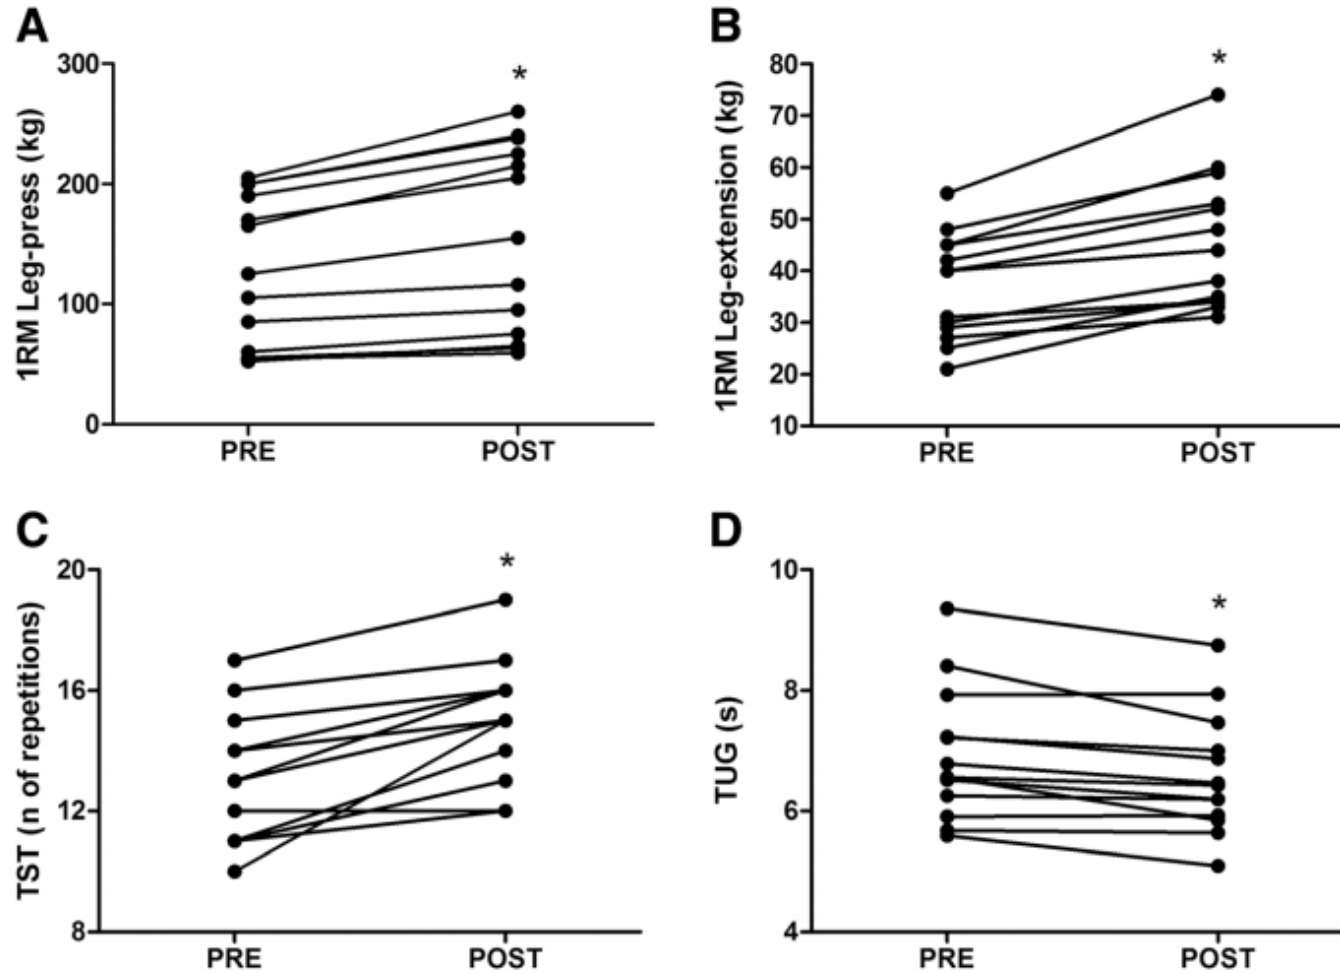 A
1RM Leg-press (kg)
300
200
100
0
*
PRE
POST
B
1RM Leg-extension (kg)
80
70
60
50
40
30
20
10
*
PRE
POST
C
TST (n of repetitions)
20
16
12
8
*
PRE
POST
D
TUG (s)
10
8
6
4
*
PRE
POST